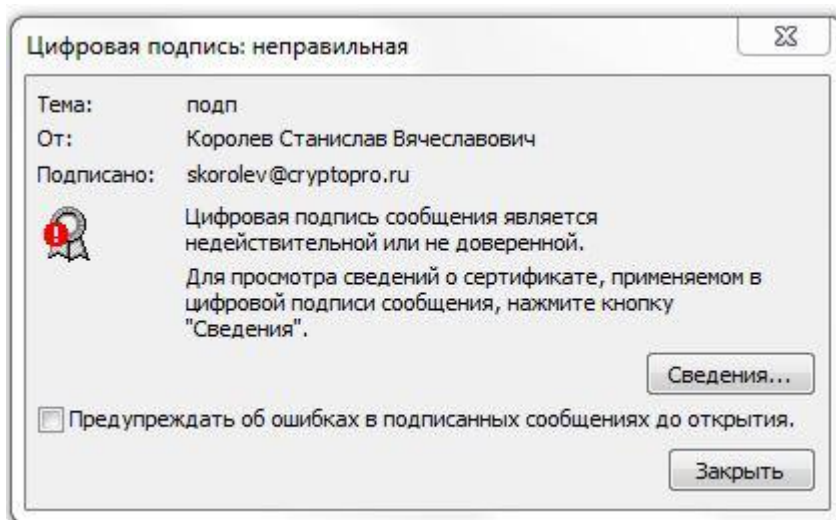 Цифровая подпись: неправильная
Тема: подп
От: Королев Станислав Вячеславович
Подписано: skorolev@cryptopro.ru
Цифровая подпись сообщения является
недействительной или не доверенной.
Для просмотра сведений о сертификате, применяемом в
цифровой подписи сообщения, нажмите кнопку
"Сведения".
Сведения...
Предупреждать об ошибках в подписанных сообщениях до открытия.
Закрыть